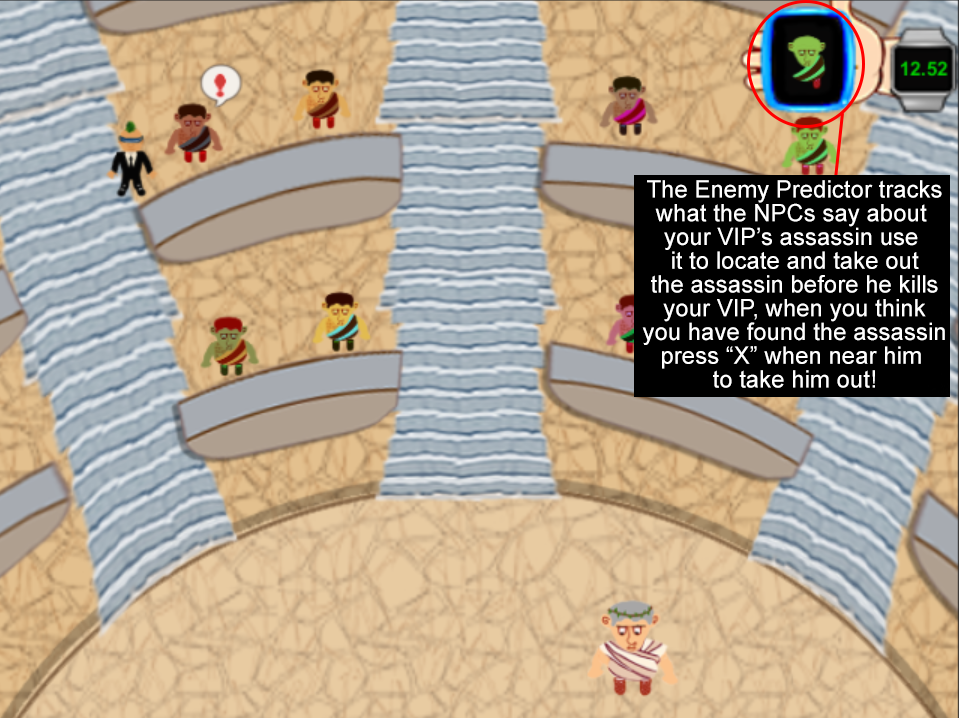 12.52
The Enemy Predictor tracks
what the NPCs say about
your VIP’s assassin use
it to locate and take out
the assassin before he kills
your VIP, when you think
you have found the assassin
press “X” when near him
to take him out!